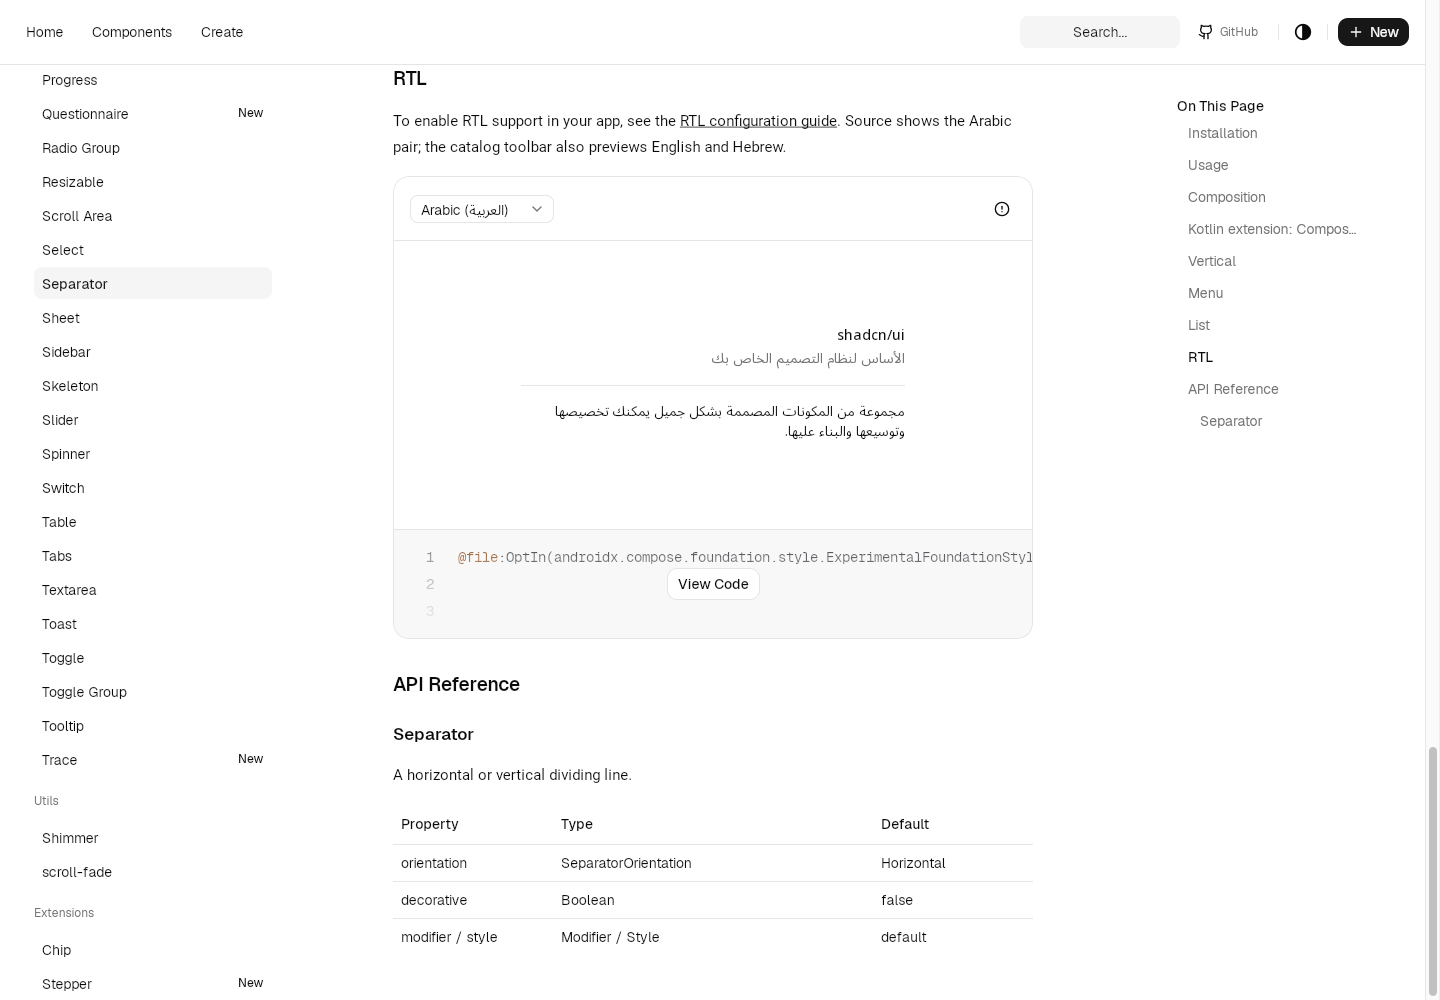 Home
Components
Create
Search...
GitHub
New
Progress
Questionnaire New
Radio Group
Resizable
Scroll Area
Select
Separator
Sheet
Sidebar
Skeleton
Slider
Spinner
Switch
Table
Tabs
Textarea
Toast
Toggle
Toggle Group
Tooltip
Trace New
Utils
Shimmer
scroll-fade
Extensions
Chip
Stepper New
RTL
To enable RTL support in your app, see the RTL configuration guide. Source shows the Arabic
pair; the catalog toolbar also previews English and Hebrew.
Arabic (العربية)
shadcn/ui
الأساس لنظام التصميم الخاص بك
مجموعة من المكونات المصممة بشكل جميل يمكنك تخصيصها
وتوسيعها والبناء عليها.
1 @file:OptIn(androidx.compose.foundation.style.ExperimentalFoundationStyl
2
View Code
3
API Reference
Separator
A horizontal or vertical dividing line.
Property Type Default
orientation SeparatorOrientation Horizontal
decorative Boolean false
modifier / style Modifier / Style default
On This Page
Installation
Usage
Composition
Kotlin extension: Compos…
Vertical
Menu
List
RTL
API Reference
Separator